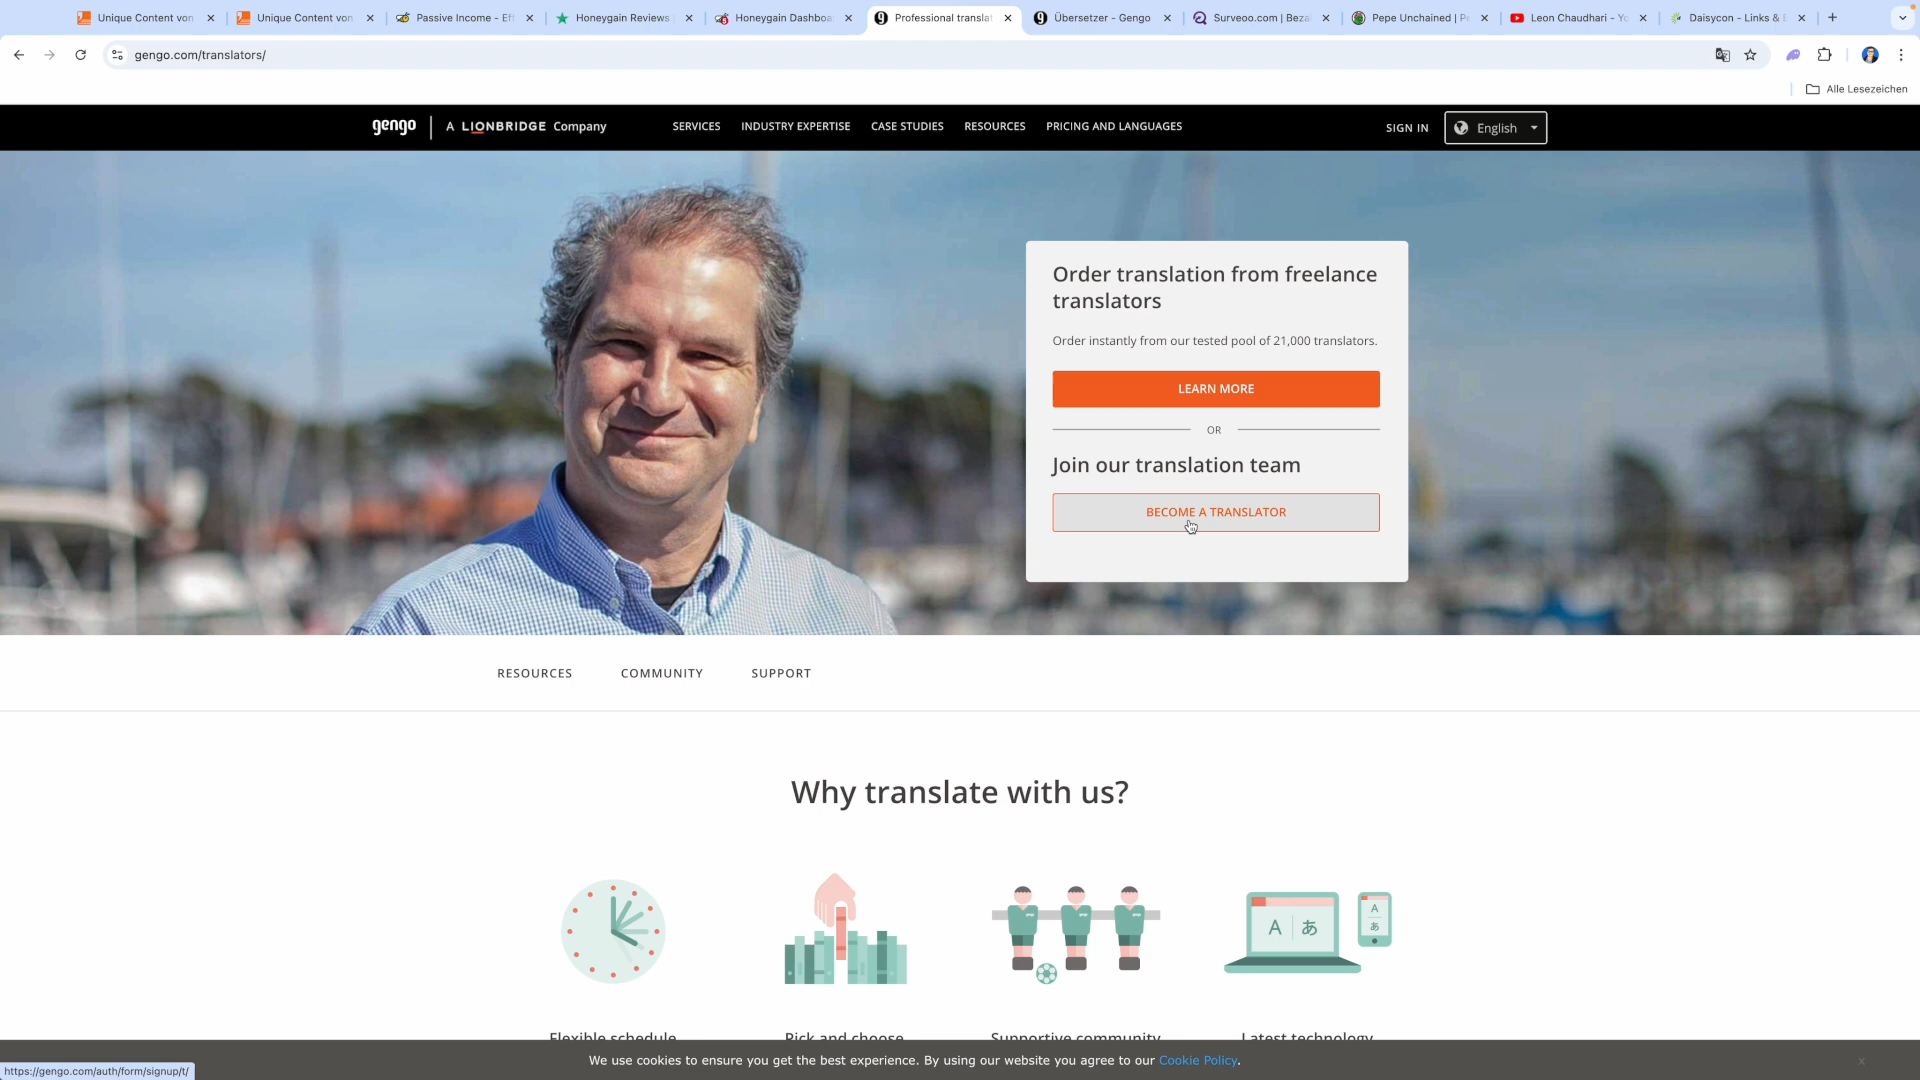 Unique Content von
Unique Content von
Passive Income - Eff
Honeygain Reviews
Honeygain Dashboa
Professional translat
Übersetzer - Gengo
Surveoo.com | Beza
Pepe Unchained | P
Leon Chaudhari - Yo
Daisycon - Links &
gengo.com/translators/
Alle Lesezeichen
gengo
A LIONBRIDGE Company
SERVICES
INDUSTRY EXPERTISE
CASE STUDIES
RESOURCES
PRICING AND LANGUAGES
SIGN IN
English
Order translation from freelance
translators
Order instantly from our tested pool of 21,000 translators.
LEARN MORE
OR
Join our translation team
BECOME A TRANSLATOR
RESOURCES
COMMUNITY
SUPPORT
Why translate with us?
A
あ
A
あ
Flexible schedule
Pick and choose
Supportive community
Latest technology
We use cookies to ensure you get the best experience. By using our website you agree to our Cookie Policy.
x
https://gengo.com/auth/form/signup/t/